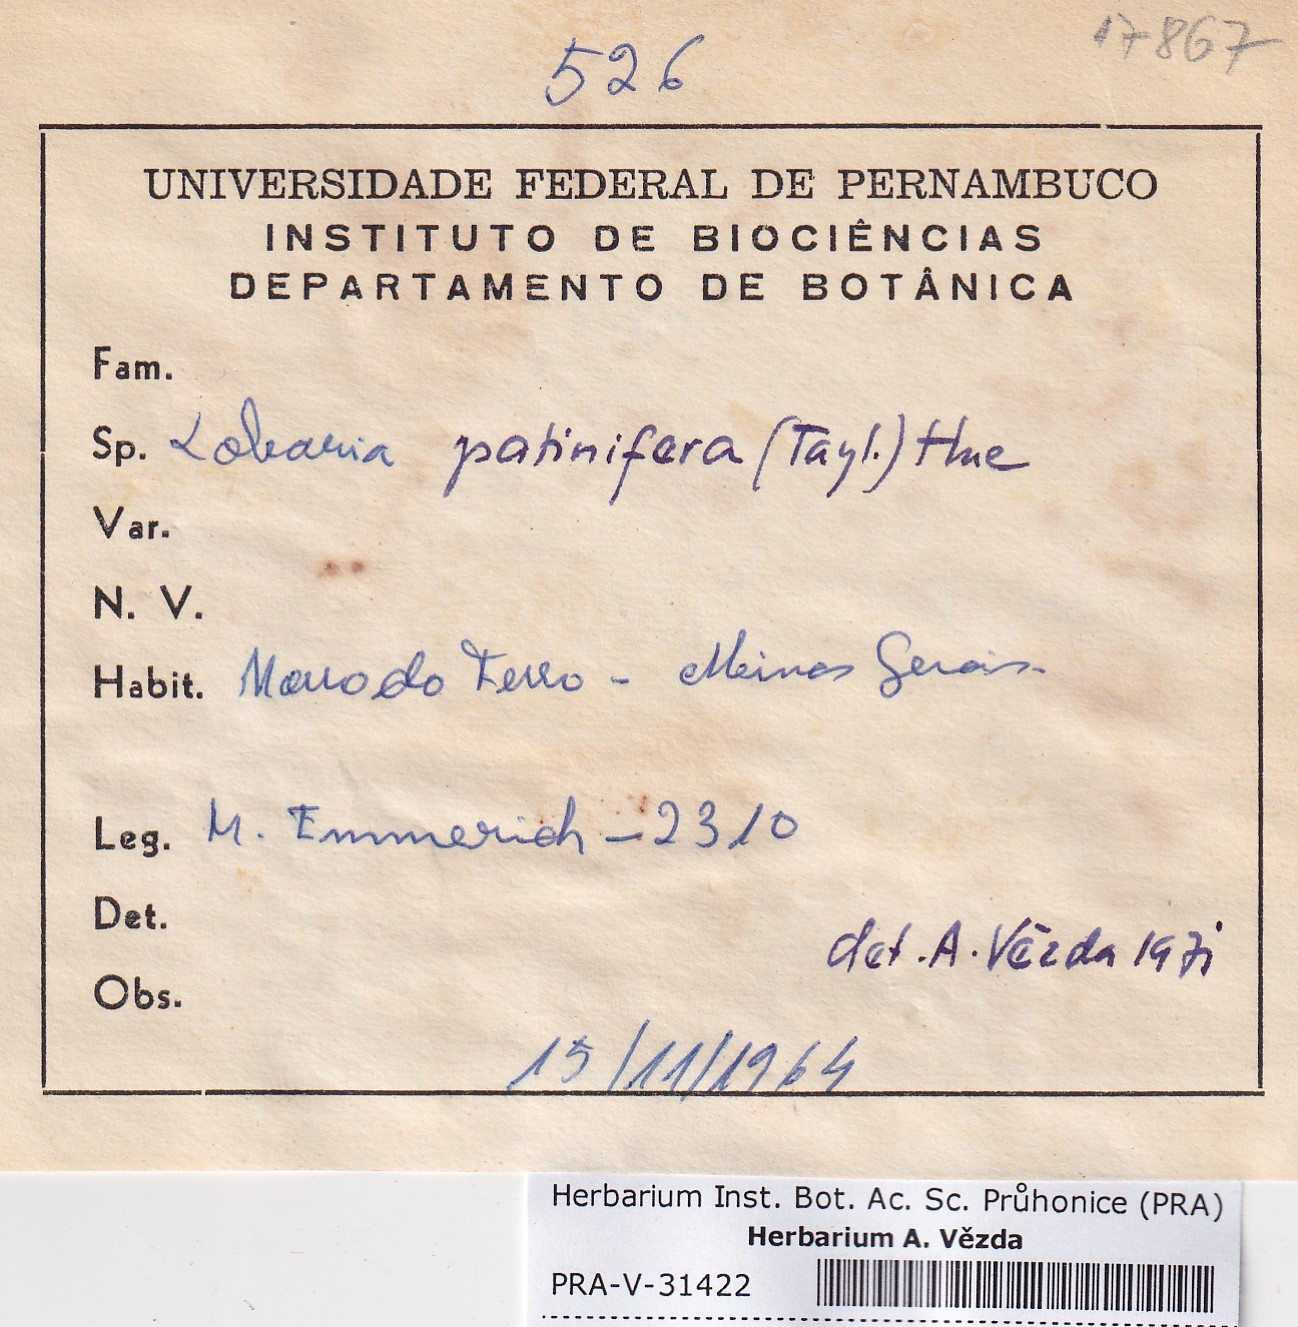 17867
526
UNIVERSIDADE FEDERAL DE PERNAMBUCO
INSTITUTO DE BIOCIÊNCIAS
DEPARTAMENTO DE BOTÂNICA
Fam.
Sp. Lobaria patinifera (Tayl.) Hue
Var.
N. V.
Habit. Morro do Ferro - Minas Gerais.
Leg. M. Emmerich - 2310
Det.
det. A. Vězda 1971
Obs.
15/11/1964
Herbarium Inst. Bot. Ac. Sc. Průhonice (PRA)
Herbarium A. Vězda
PRA-V-31422